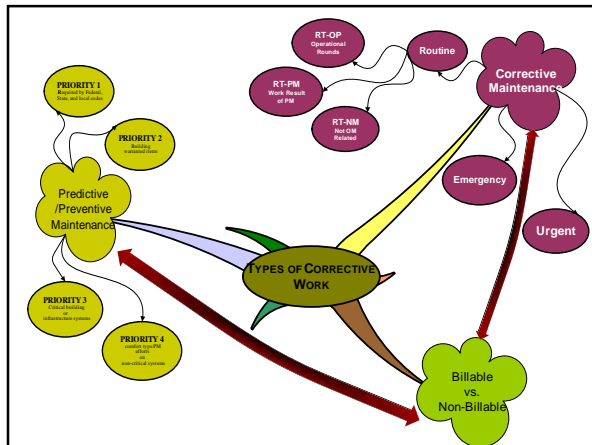 RT-OP
Operational
Rounds
Routine
Corrective
Maintenance
RT-PM
Work Result
of PM
RT-NM
Not OM
Related
Emergency
Urgent
PRIORITY 1
Required by Federal,
State, and local codes
PRIORITY 2
Building
warranted items
Predictive
/Preventive
Maintenance
PRIORITY 3
Critical building
or
infrastructure systems
PRIORITY 4
comfort type PM
efforts
on
non-critical systems
TYPES OF CORRECTIVE
WORK
Billable
vs.
Non-Billable